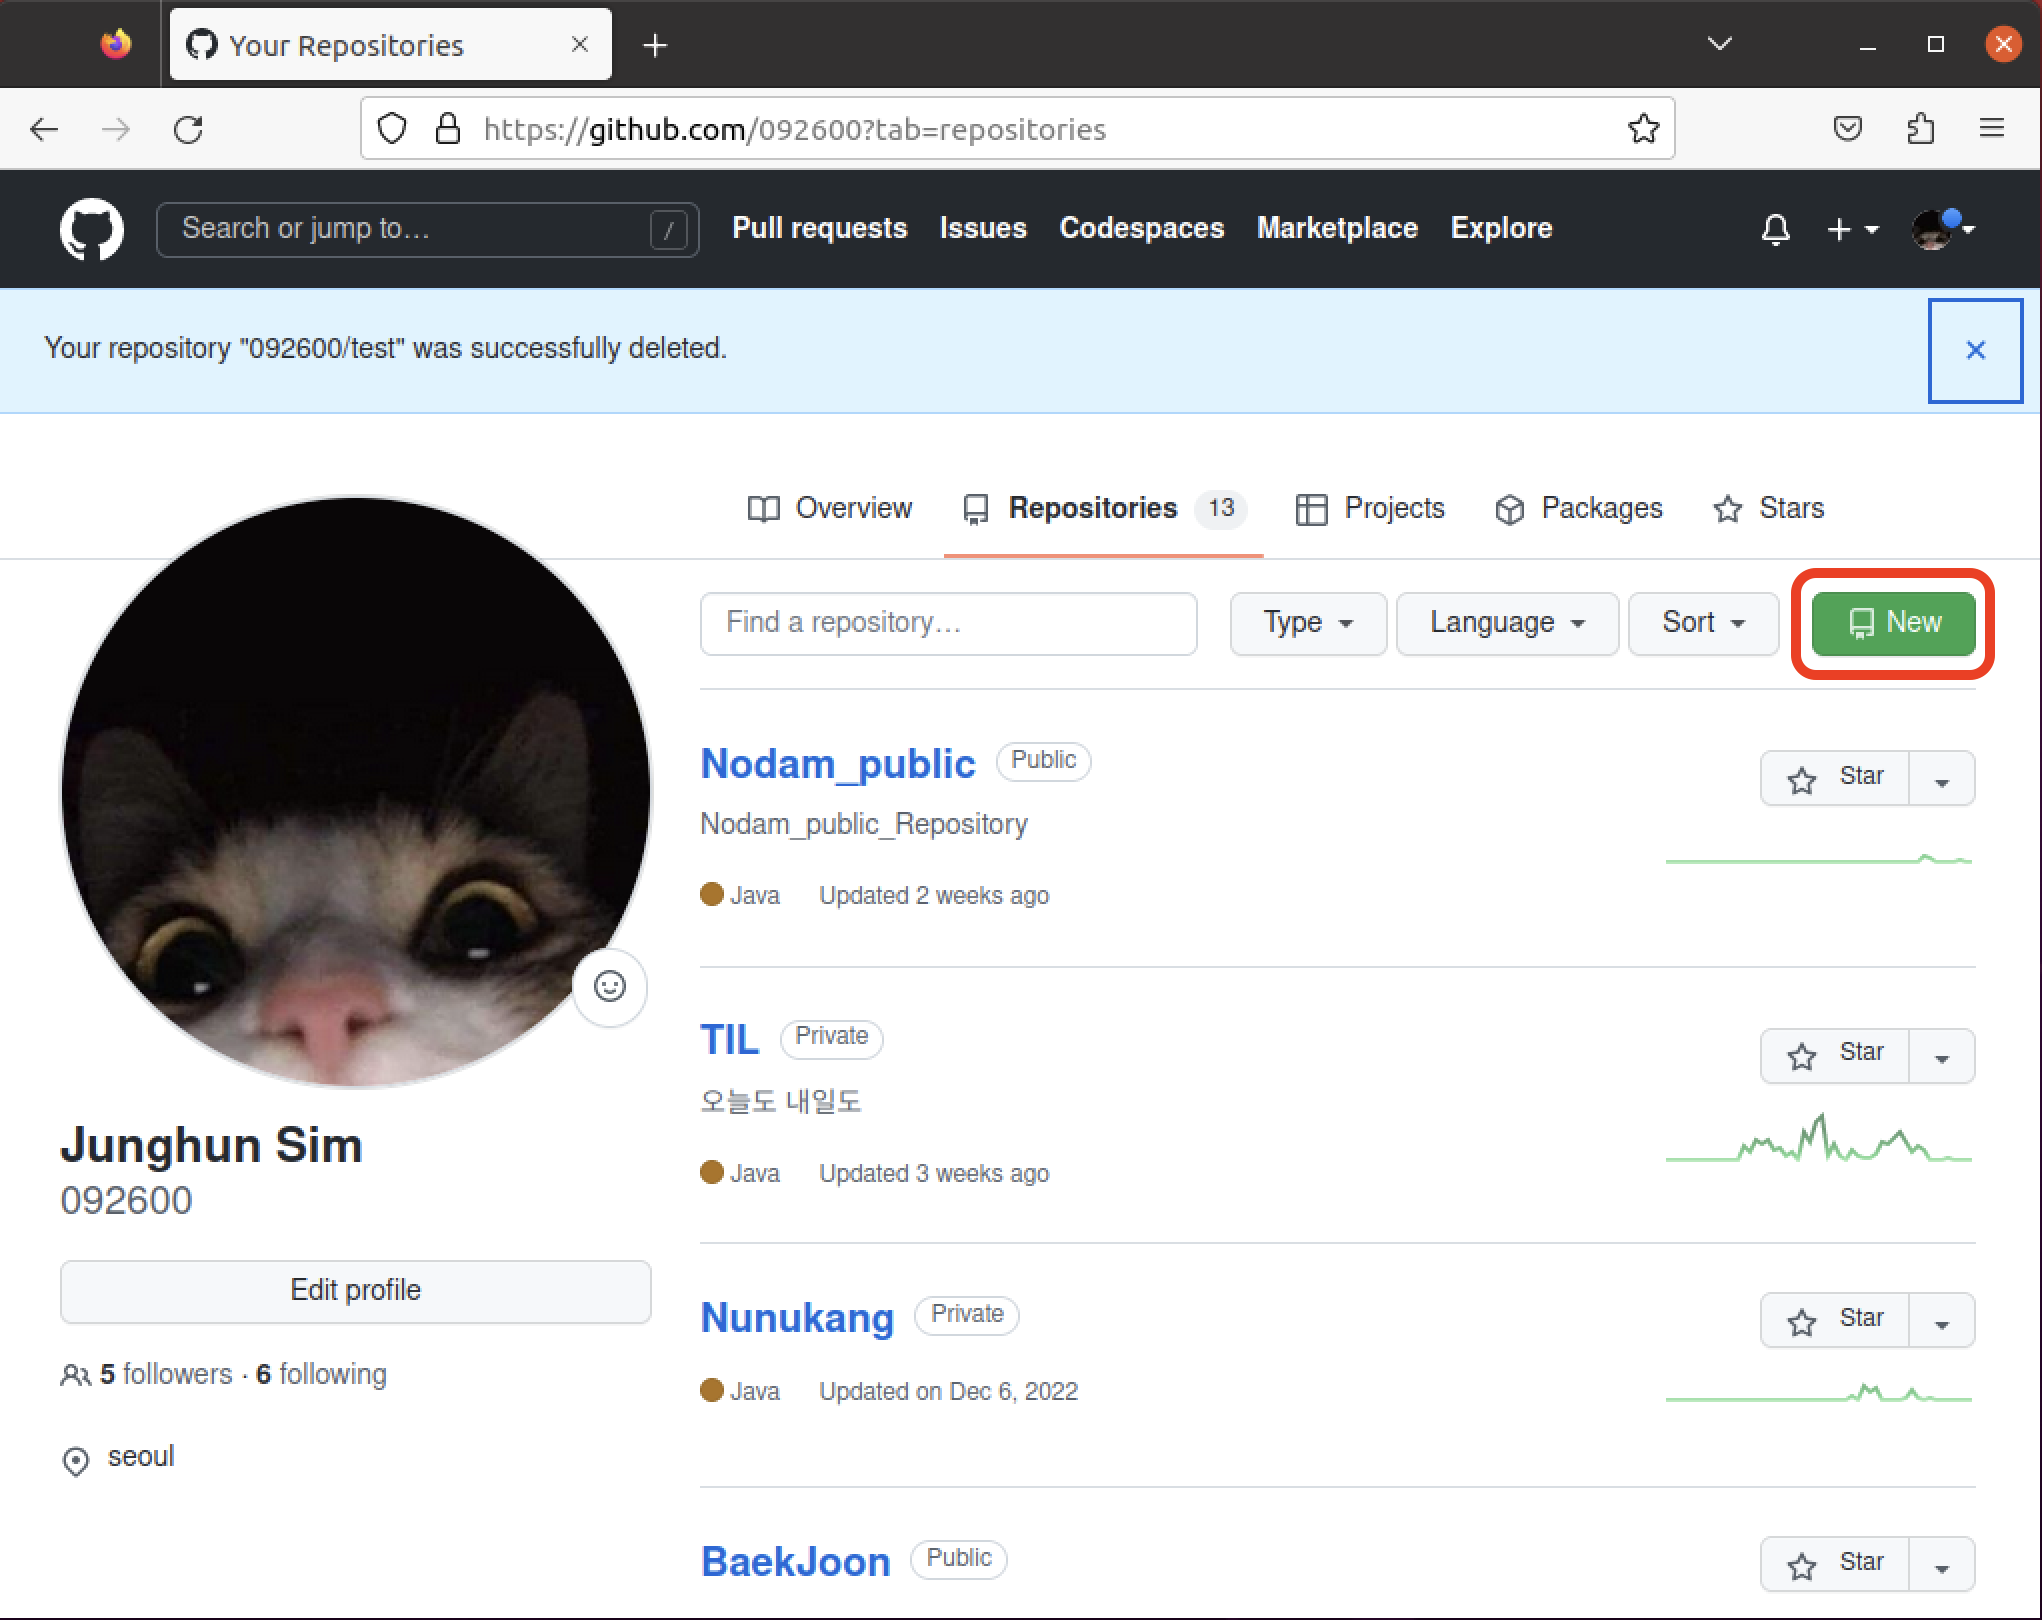 Your Repositories
https://github.com/092600?tab=repositories
Search or jump to… /
Pull requests Issues Codespaces Marketplace Explore
Your repository "092600/test" was successfully deleted.
Overview Repositories 13 Projects Packages Stars
Find a repository… Type Language Sort New
Nodam_public Public Star
Nodam_public_Repository
Java Updated 2 weeks ago
TIL Private Star
오늘도 내일도
Java Updated 3 weeks ago
Nunukang Private Star
Java Updated on Dec 6, 2022
BaekJoon Public Star
Junghun Sim
092600
Edit profile
5 followers · 6 following
seoul